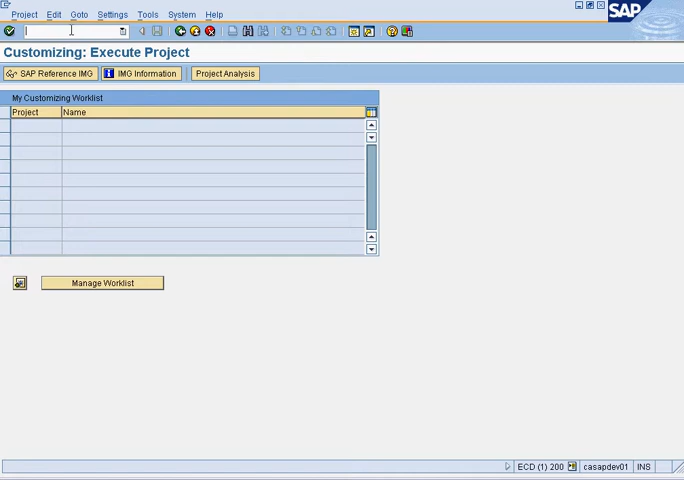 Project Edit Goto Settings Tools System Help
SAP
Customizing: Execute Project
SAP Reference IMG IMG Information Project Analysis
My Customizing Worklist
Project Name
Manage Worklist
ECD (1) 200 casapdev01 INS